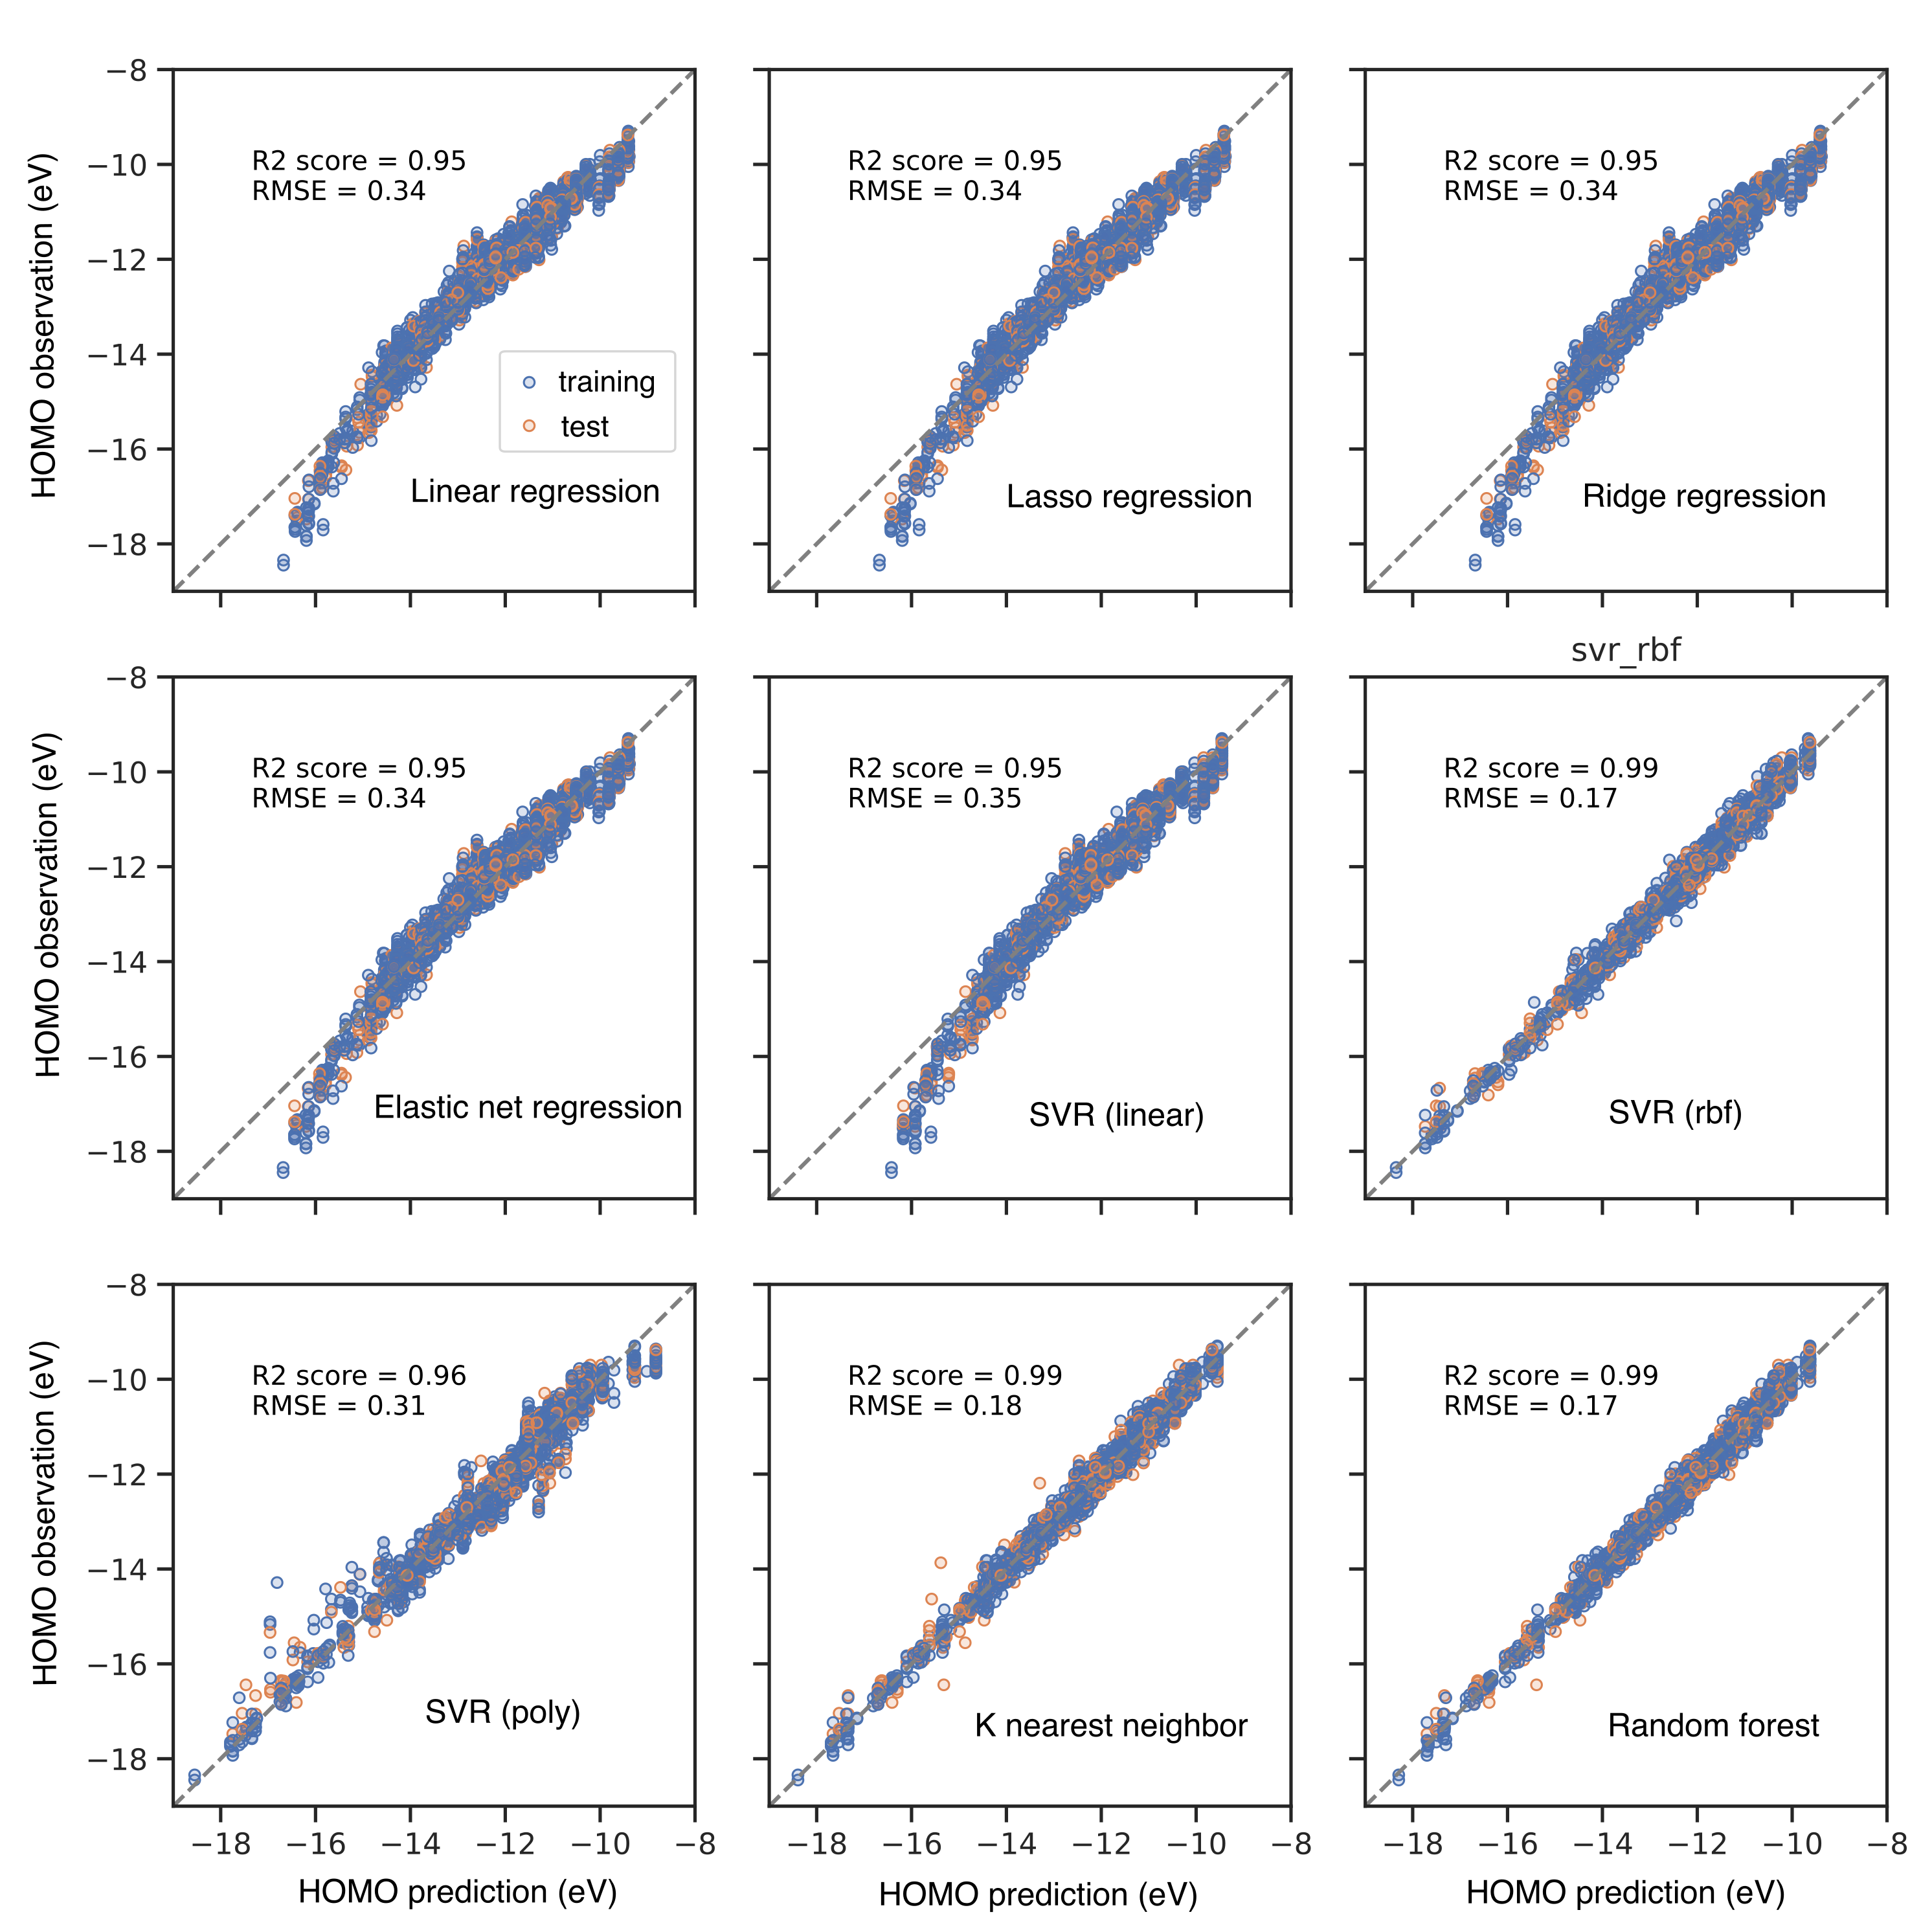 −8
−10
−12
−14
−16
−18
HOMO observation (eV)
R2 score = 0.95
RMSE = 0.34
training
test
Linear regression
R2 score = 0.95
RMSE = 0.34
Lasso regression
R2 score = 0.95
RMSE = 0.34
Ridge regression
−8
−10
−12
−14
−16
−18
HOMO observation (eV)
R2 score = 0.95
RMSE = 0.34
Elastic net regression
R2 score = 0.95
RMSE = 0.35
SVR (linear)
svr_rbf
R2 score = 0.99
RMSE = 0.17
SVR (rbf)
−8
−10
−12
−14
−16
−18
HOMO observation (eV)
R2 score = 0.96
RMSE = 0.31
SVR (poly)
−18 −16 −14 −12 −10 −8
HOMO prediction (eV)
R2 score = 0.99
RMSE = 0.18
K nearest neighbor
−18 −16 −14 −12 −10 −8
HOMO prediction (eV)
R2 score = 0.99
RMSE = 0.17
Random forest
−18 −16 −14 −12 −10 −8
HOMO prediction (eV)